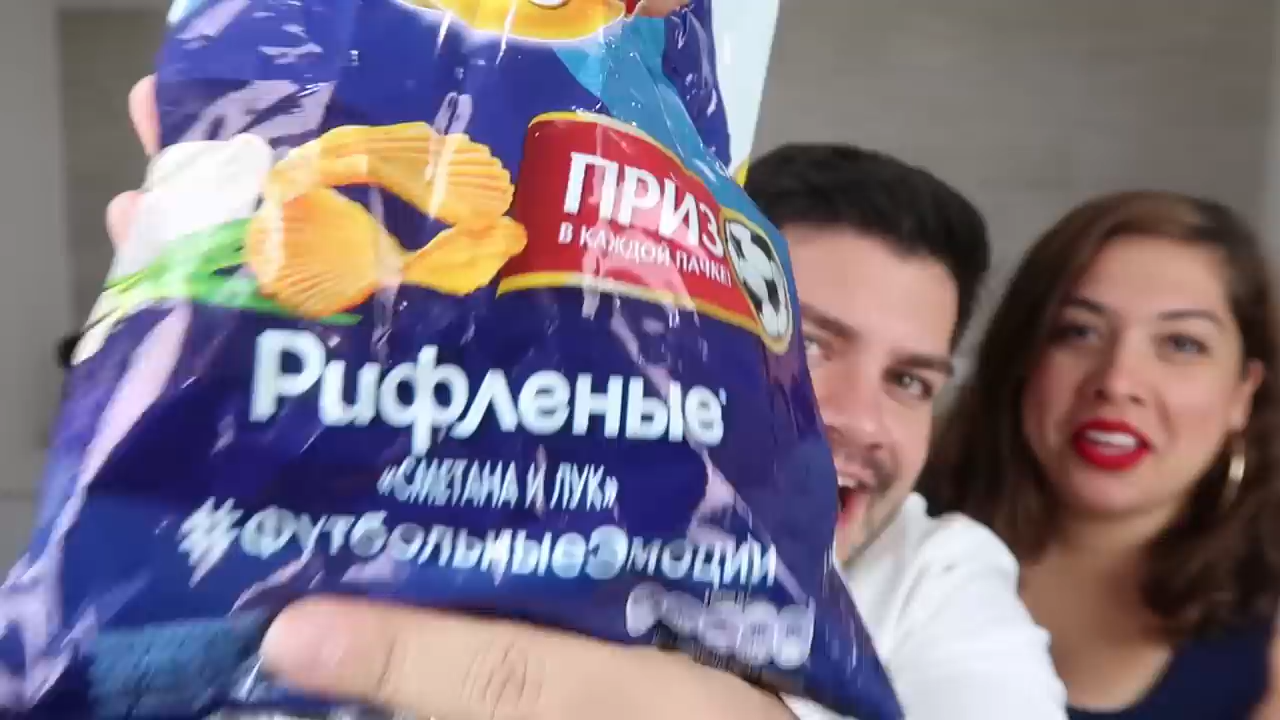 ПРИЗ
В КАЖДОЙ ПАЧКЕ!
Рифленые
«СМЕТАНА И ЛУК»
#ФутбольныеЭмоции